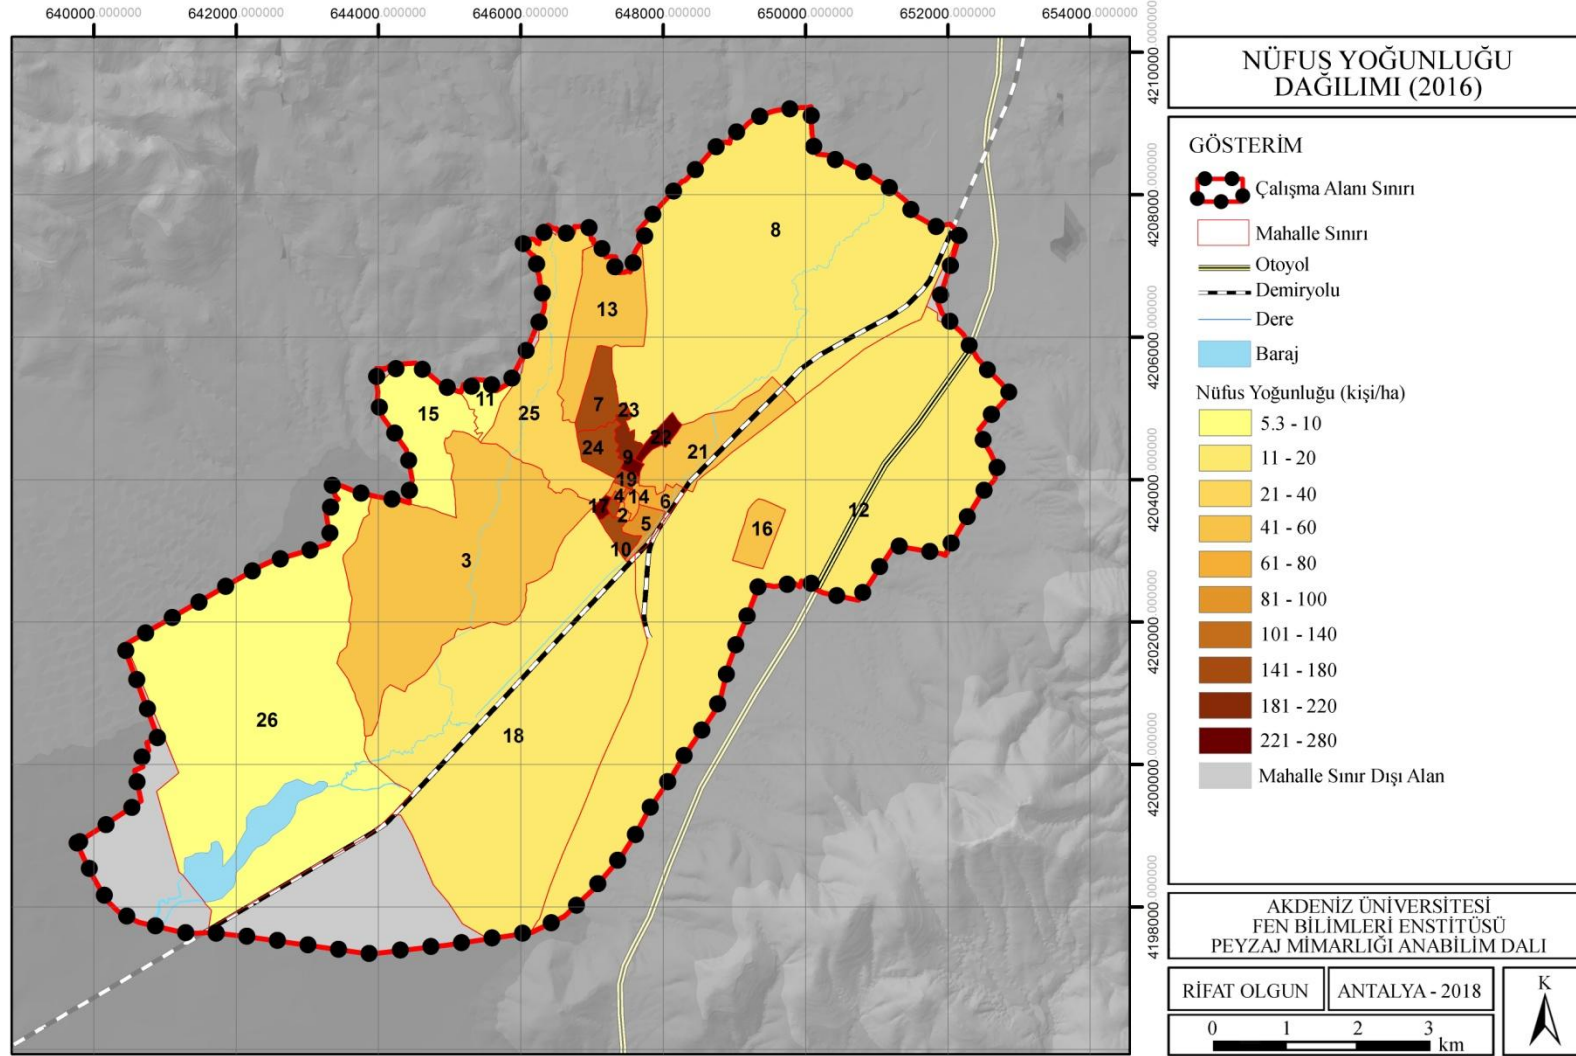 640000.000000 642000.000000 644000.000000 646000.000000 648000.000000 650000.000000 652000.000000 654000.000000
4210000.000000
4208000.000000
4206000.000000
4204000.000000
4202000.000000
4200000.000000
4198000.000000
8
13
15
11
25
7
23
22
24
9
21
19
4
14
6
17
2
5
10
16
12
3
26
18
NÜFUS YOĞUNLUĞU
DAĞILIMI (2016)
GÖSTERİM
Çalışma Alanı Sınırı
Mahalle Sınırı
Otoyol
Demiryolu
Dere
Baraj
Nüfus Yoğunluğu (kişi/ha)
5.3 - 10
11 - 20
21 - 40
41 - 60
61 - 80
81 - 100
101 - 140
141 - 180
181 - 220
221 - 280
Mahalle Sınır Dışı Alan
AKDENİZ ÜNİVERSİTESİ
FEN BİLİMLERİ ENSTİTÜSÜ
PEYZAJ MİMARLIĞI ANABİLİM DALI
RİFAT OLGUN ANTALYA - 2018
K
0 1 2 3
km